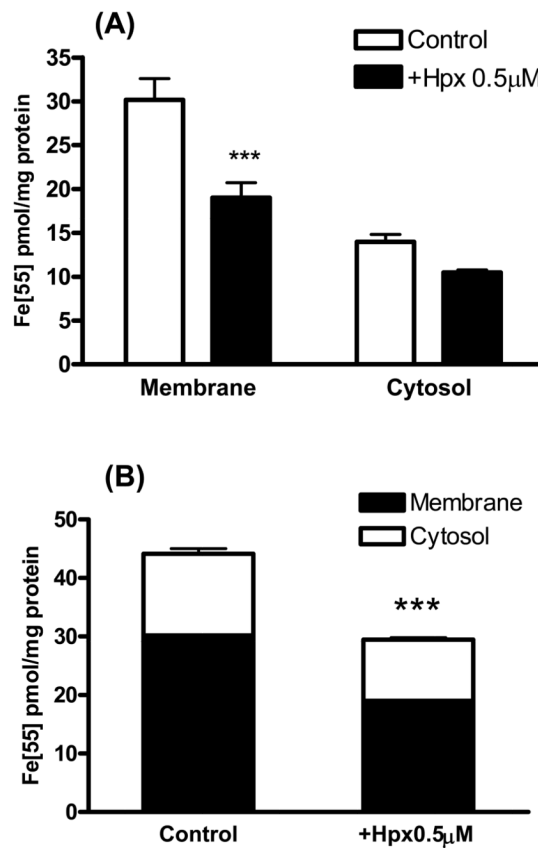 (A)
Control
+Hpx 0.5μM
35
30
25
20
15
10
5
0
Fe[55] pmol/mg protein
***
Membrane
Cytosol
(B)
Membrane
Cytosol
50
40
30
20
10
0
Fe[55] pmol/mg protein
***
Control
+Hpx0.5μM